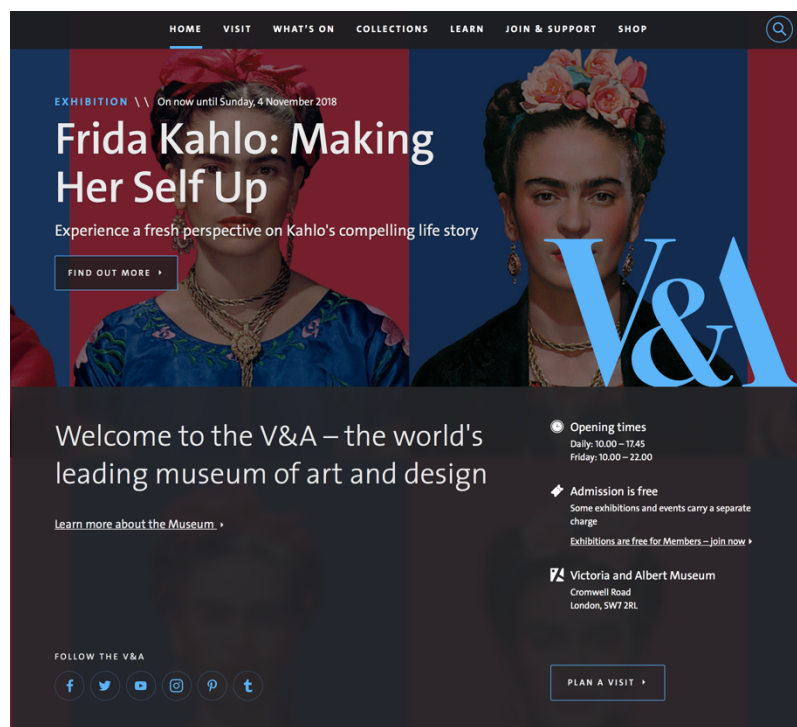 HOME VISIT WHAT'S ON COLLECTIONS LEARN JOIN & SUPPORT SHOP
EXHIBITION \\ On now until Sunday, 4 November 2018
Frida Kahlo: Making
Her Self Up
Experience a fresh perspective on Kahlo's compelling life story
FIND OUT MORE
V&A
Welcome to the V&A – the world's
leading museum of art and design
Learn more about the Museum
Opening times
Daily: 10.00 – 17.45
Friday: 10.00 – 22.00
Admission is free
Some exhibitions and events carry a separate
charge
Exhibitions are free for Members – join now
Victoria and Albert Museum
Cromwell Road
London, SW7 2RL
FOLLOW THE V&A
PLAN A VISIT